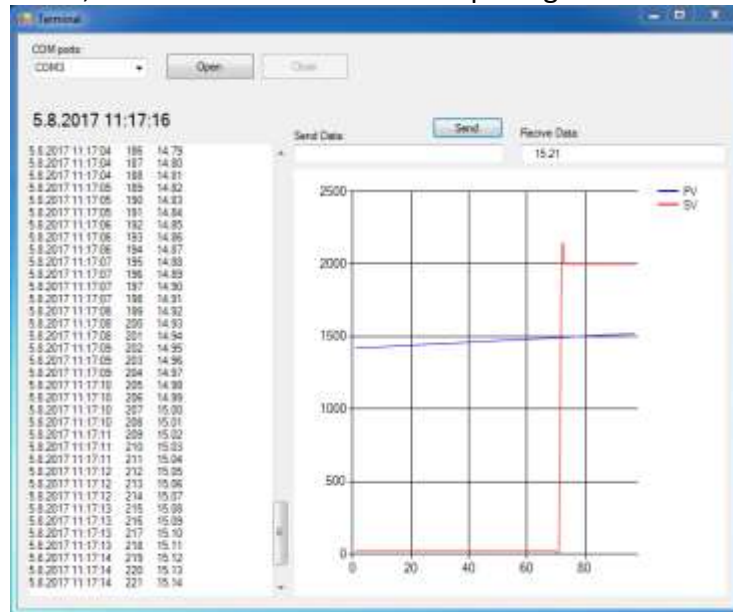 Terminal
COM ports
COM3
Open
Close
5.8.2017 11:17:16
Send Data
Send
Recive Data
15.21
5.8.2017 11:17:04 186 14.79
5.8.2017 11:17:04 187 14.80
5.8.2017 11:17:04 188 14.81
5.8.2017 11:17:05 189 14.82
5.8.2017 11:17:05 190 14.83
5.8.2017 11:17:05 191 14.84
5.8.2017 11:17:06 192 14.85
5.8.2017 11:17:06 193 14.86
5.8.2017 11:17:06 194 14.87
5.8.2017 11:17:07 195 14.88
5.8.2017 11:17:07 196 14.89
5.8.2017 11:17:07 197 14.90
5.8.2017 11:17:07 198 14.91
5.8.2017 11:17:08 199 14.92
5.8.2017 11:17:08 200 14.93
5.8.2017 11:17:08 201 14.94
5.8.2017 11:17:09 202 14.95
5.8.2017 11:17:09 203 14.96
5.8.2017 11:17:09 204 14.97
5.8.2017 11:17:10 205 14.98
5.8.2017 11:17:10 206 14.99
5.8.2017 11:17:10 207 15.00
5.8.2017 11:17:10 208 15.01
5.8.2017 11:17:11 209 15.02
5.8.2017 11:17:11 210 15.03
5.8.2017 11:17:11 211 15.04
5.8.2017 11:17:12 212 15.05
5.8.2017 11:17:12 213 15.06
5.8.2017 11:17:12 214 15.07
5.8.2017 11:17:13 215 15.08
5.8.2017 11:17:13 216 15.09
5.8.2017 11:17:13 217 15.10
5.8.2017 11:17:13 218 15.11
5.8.2017 11:17:14 219 15.12
5.8.2017 11:17:14 220 15.13
5.8.2017 11:17:14 221 15.14
2500
2000
1500
1000
500
0
0 20 40 60 80
PV
SV